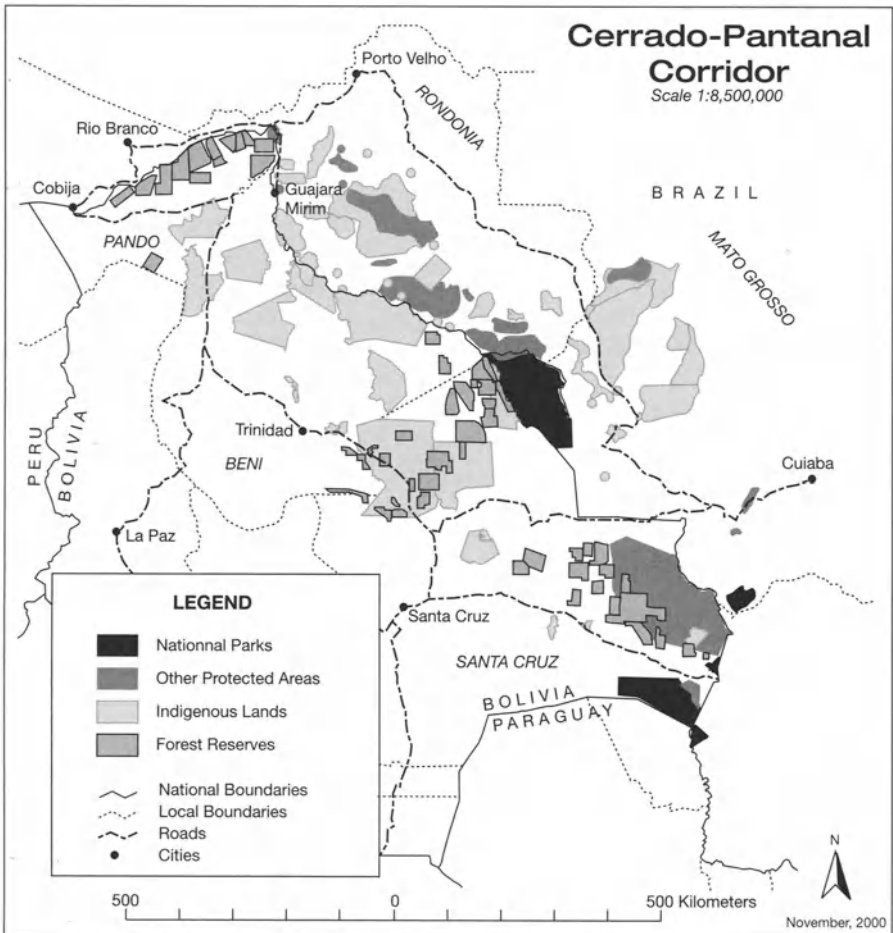 Cerrado-Pantanal
Corridor
Scale 1:8,500,000
Porto Velho
RONDONIA
Rio Branco
Cobija
Guajara
Mirim
BRAZIL
PANDO
MATO GROSSO
PERU
BOLIVIA
Trinidad
BENI
Cuiaba
La Paz
Santa Cruz
SANTA CRUZ
BOLIVIA
PARAGUAY
LEGEND
Nationnal Parks
Other Protected Areas
Indigenous Lands
Forest Reserves
National Boundaries
Local Boundaries
Roads
Cities
N
500 0 500 Kilometers
November, 2000